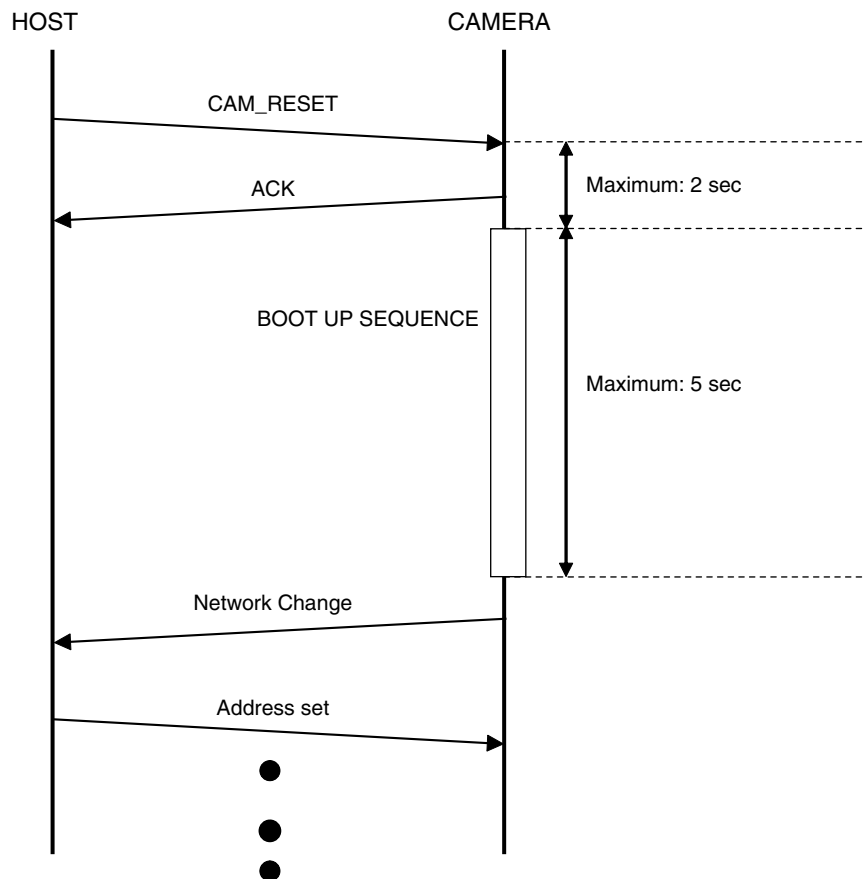 HOST
CAMERA
CAM_RESET
ACK
Maximum: 2 sec
BOOT UP SEQUENCE
Maximum: 5 sec
Network Change
Address set